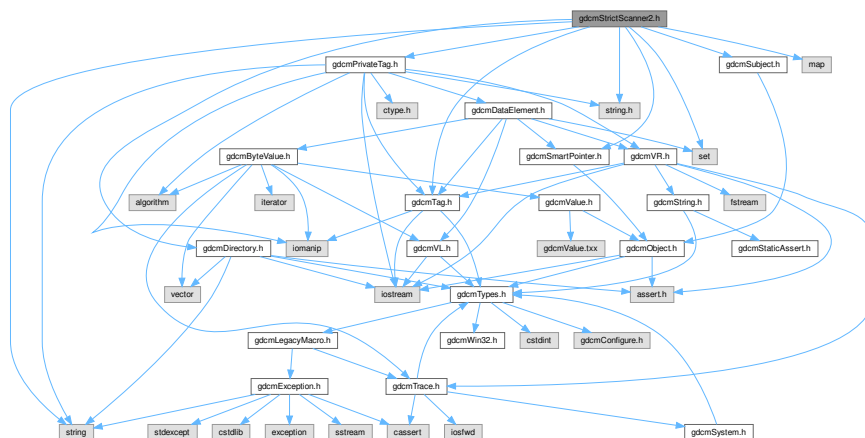 gdcmStrictScanner2.h
gdcmPrivateTag.h
gdcmSubject.h
map
ctype.h
gdcmDataElement.h
string.h
gdcmByteValue.h
gdcmSmartPointer.h
gdcmVR.h
set
algorithm
iterator
gdcmTag.h
gdcmValue.h
gdcmString.h
fstream
gdcmDirectory.h
iomanip
gdcmVL.h
gdcmValue.txx
gdcmObject.h
gdcmStaticAssert.h
vector
iostream
gdcmTypes.h
assert.h
gdcmLegacyMacro.h
gdcmWin32.h
cstdint
gdcmConfigure.h
gdcmException.h
gdcmTrace.h
string
stdexcept
cstdlib
exception
sstream
cassert
iosfwd
gdcmSystem.h